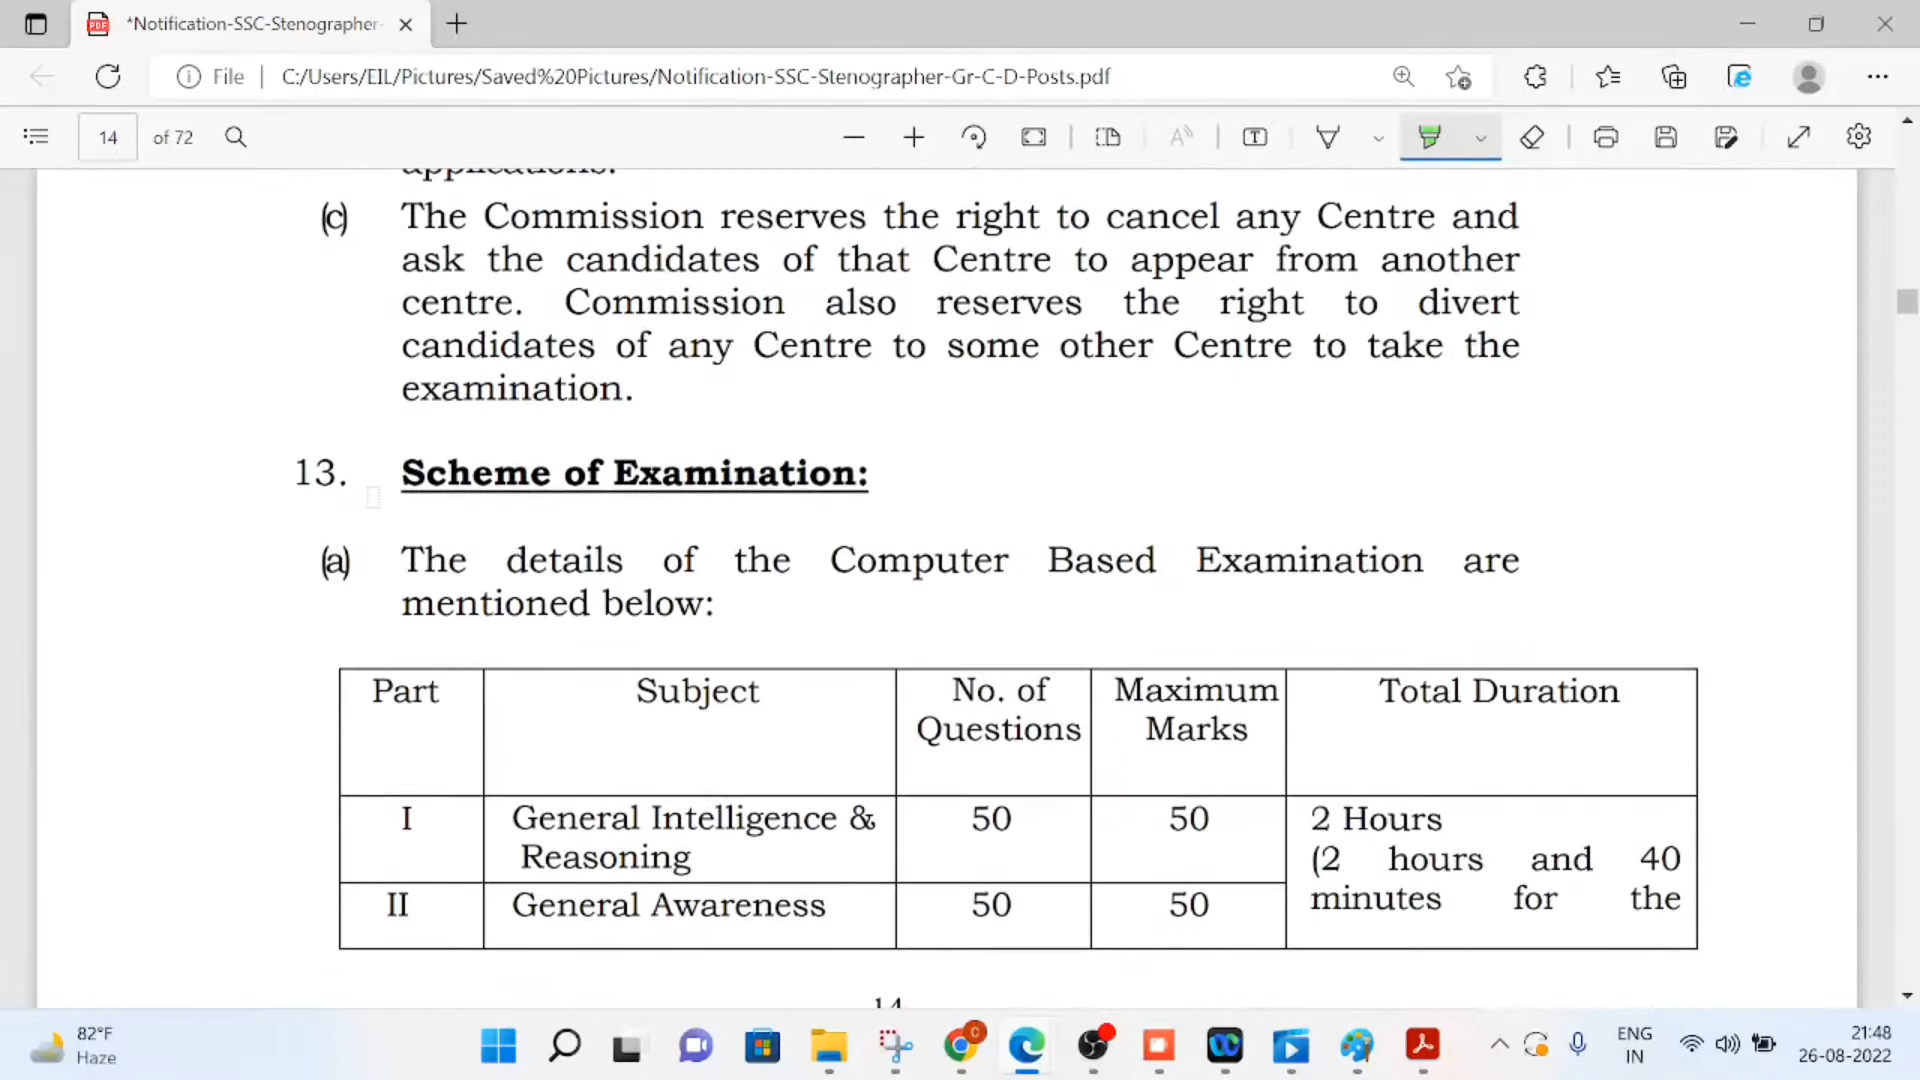 *Notification-SSC-Stenographer-
File
C:/Users/EIL/Pictures/Saved%20Pictures/Notification-SSC-Stenographer-Gr-C-D-Posts.pdf
14 of 72
applications.
(c) The Commission reserves the right to cancel any Centre and
ask the candidates of that Centre to appear from another
centre. Commission also reserves the right to divert
candidates of any Centre to some other Centre to take the
examination.
13. Scheme of Examination:
(a) The details of the Computer Based Examination are
mentioned below:
Part Subject No. of Questions Maximum Marks Total Duration
I General Intelligence & Reasoning 50 50 2 Hours
(2 hours and 40
minutes for the
II General Awareness 50 50
14
82°F
Haze
ENG
IN
21:48
26-08-2022